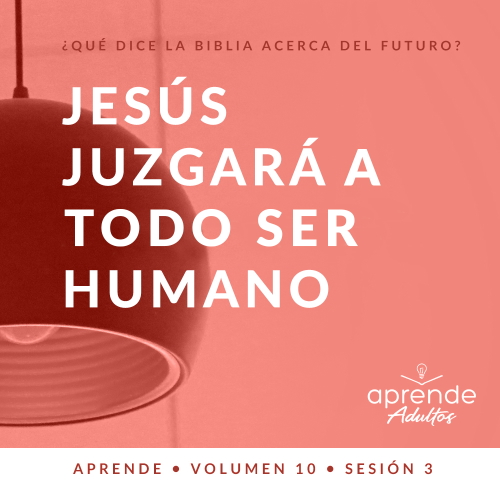 ¿QUÉ DICE LA BIBLIA ACERCA DEL FUTURO?
JESÚS
JUZGARÁ A
TODO SER
HUMANO
aprende
Adultos
APRENDE • VOLUMEN 10 • SESIÓN 3